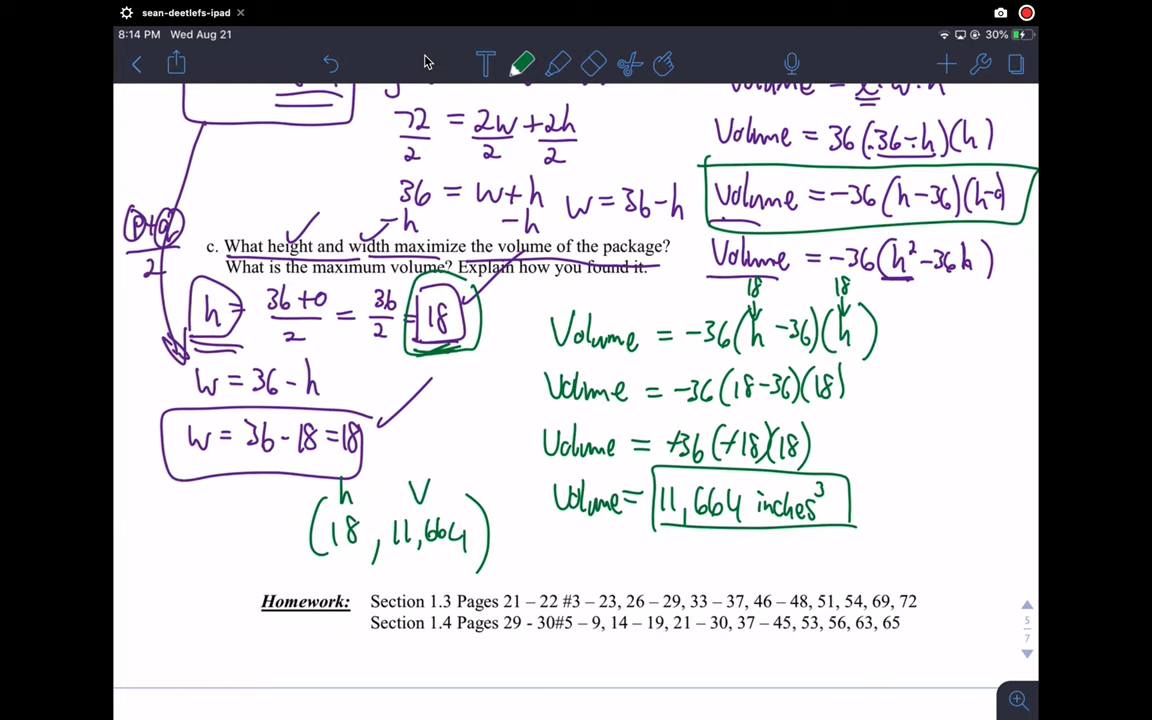 sean-deetlefs-ipad
8:14 PM Wed Aug 21
30%
72/2 = 2w/2 + 2h/2
36 = w + h
-h -h
w = 36 - h
Volume = 36(36-h)(h)
Volume = -36(h-36)(h-0)
Volume = -36(h² - 36h)
p+q
2
c. What height and width maximize the volume of the package?
What is the maximum volume? Explain how you found it.
h = 36+0/2 = 36/2 = 18
w = 36 - h
w = 36 - 18 = 18
h V
(18, 11,664)
18 18
Volume = -36(h - 36)(h)
Volume = -36(18-36)(18)
Volume = +36(+18)(18)
Volume = 11,664 inches³
Homework: Section 1.3 Pages 21 – 22 #3 – 23, 26 – 29, 33 – 37, 46 – 48, 51, 54, 69, 72
Section 1.4 Pages 29 - 30#5 – 9, 14 – 19, 21 – 30, 37 – 45, 53, 56, 63, 65
5
7